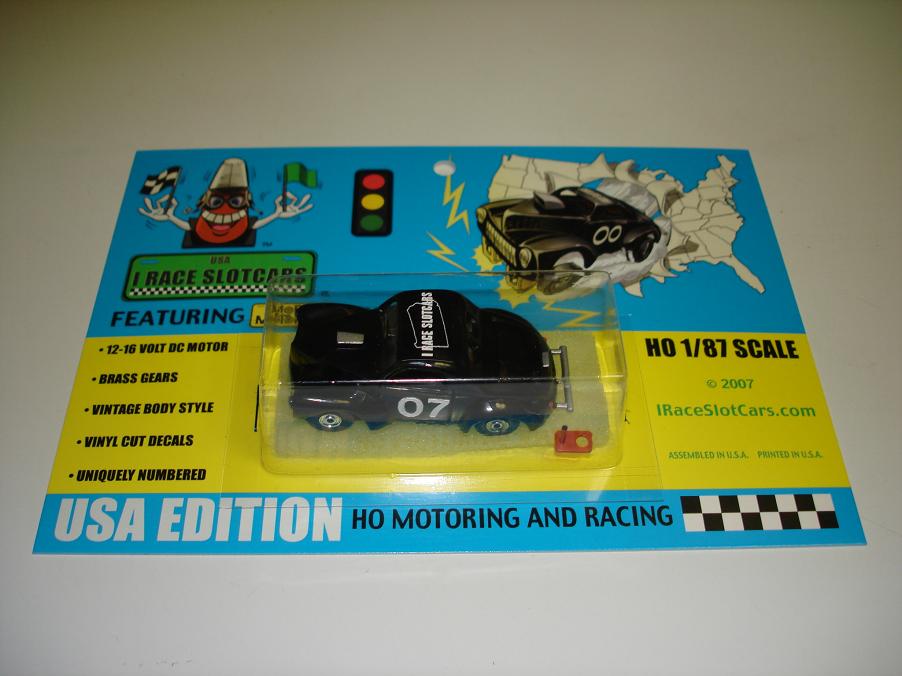 TM
USA
I RACE SLOTCARS
FEATURING
00
• 12-16 VOLT DC MOTOR
• BRASS GEARS
• VINTAGE BODY STYLE
• VINYL CUT DECALS
• UNIQUELY NUMBERED
I RACE SLOTCARS
07
HO 1/87 SCALE
© 2007
IRaceSlotCars.com
ASSEMBLED IN U.S.A. PRINTED IN U.S.A.
USA EDITION HO MOTORING AND RACING